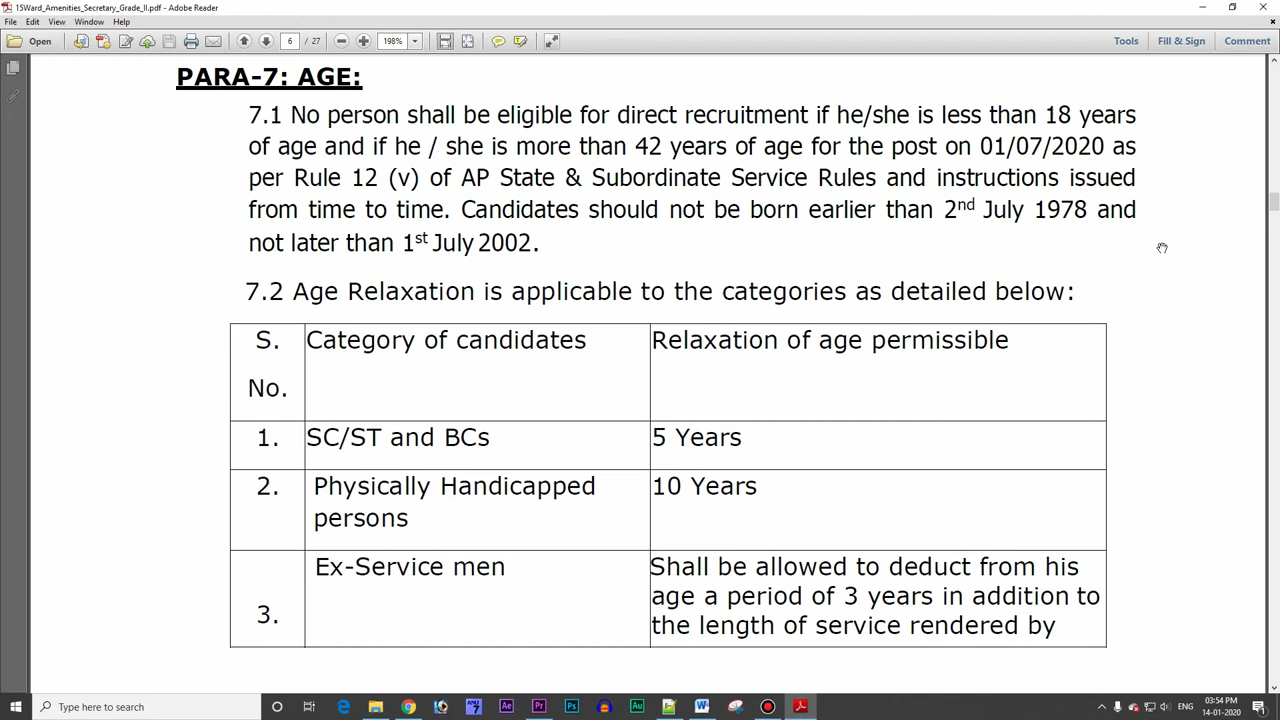 15Ward_Amenities_Secretary_Grade_II.pdf - Adobe Reader
File Edit View Window Help
Open 6 / 27 198% Tools Fill & Sign Comment
PARA-7: AGE:
7.1 No person shall be eligible for direct recruitment if he/she is less than 18 years
of age and if he / she is more than 42 years of age for the post on 01/07/2020 as
per Rule 12 (v) of AP State & Subordinate Service Rules and instructions issued
from time to time. Candidates should not be born earlier than 2nd July 1978 and
not later than 1st July 2002.
7.2 Age Relaxation is applicable to the categories as detailed below:
S. No. Category of candidates Relaxation of age permissible
1. SC/ST and BCs 5 Years
2. Physically Handicapped 10 Years
persons
Ex-Service men Shall be allowed to deduct from his
age a period of 3 years in addition to
3. the length of service rendered by
Type here to search
Ae Pr Ps Au W
ENG 03:54 PM
14-01-2020